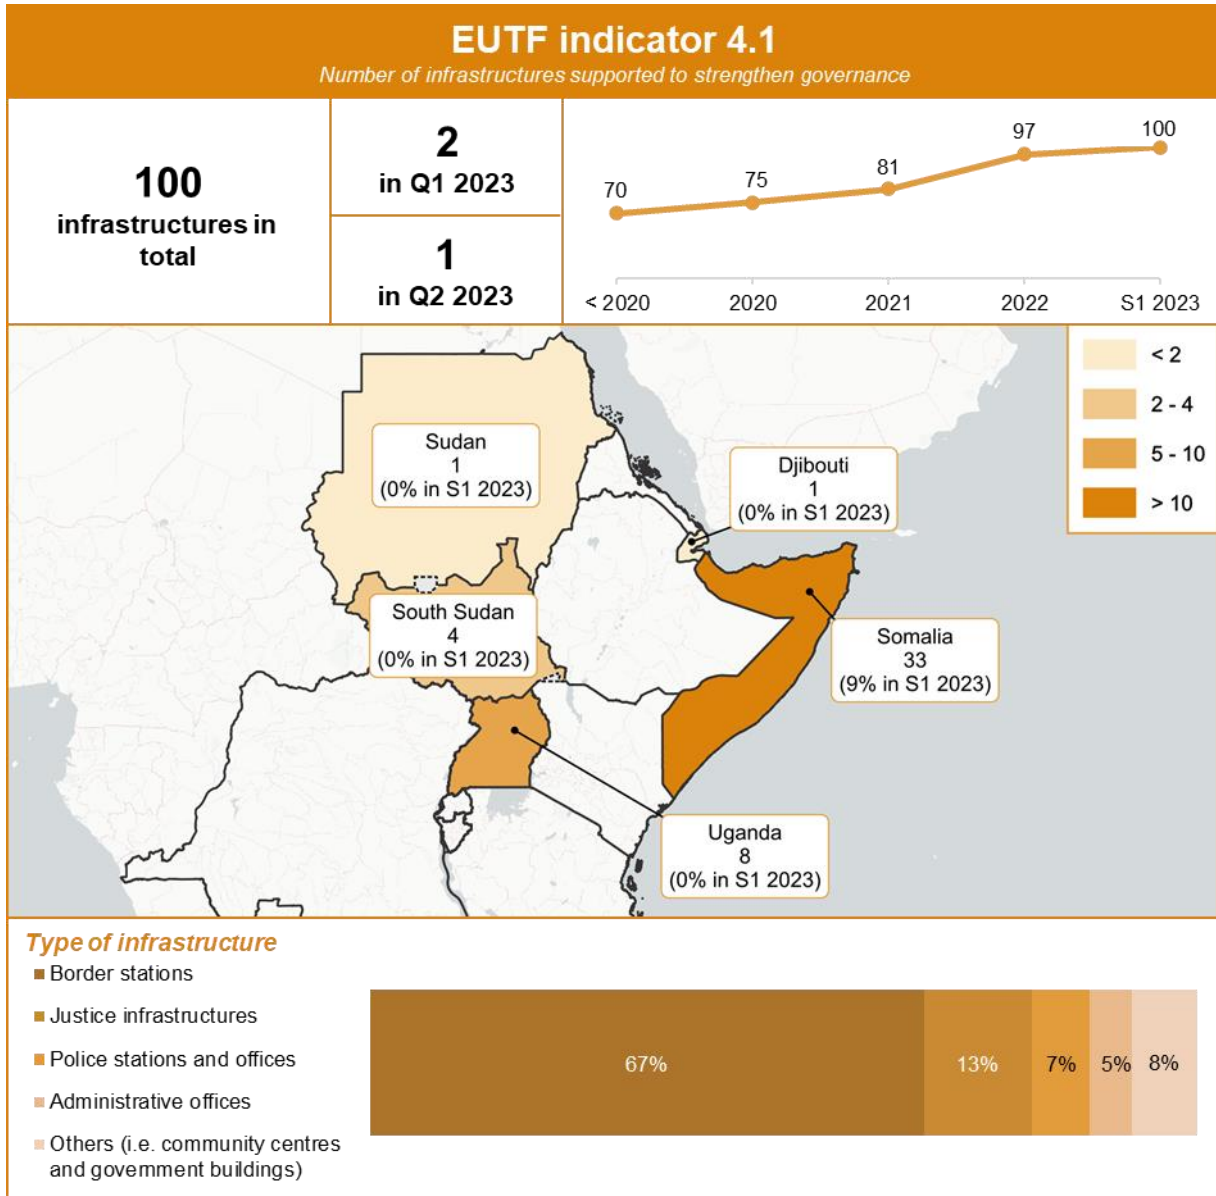 EUTF indicator 4.1
Number of infrastructures supported to strengthen governance
100
infrastructures in
total
2
in Q1 2023
1
in Q2 2023
70
75
81
97
100
< 2020
2020
2021
2022
S1 2023
< 2
2 - 4
5 - 10
> 10
Sudan
1
(0% in S1 2023)
Djibouti
1
(0% in S1 2023)
South Sudan
4
(0% in S1 2023)
Somalia
33
(9% in S1 2023)
Uganda
8
(0% in S1 2023)
Type of infrastructure
Border stations
Justice infrastructures
Police stations and offices
Administrative offices
Others (i.e. community centres
and government buildings)
67%
13%
7%
5%
8%